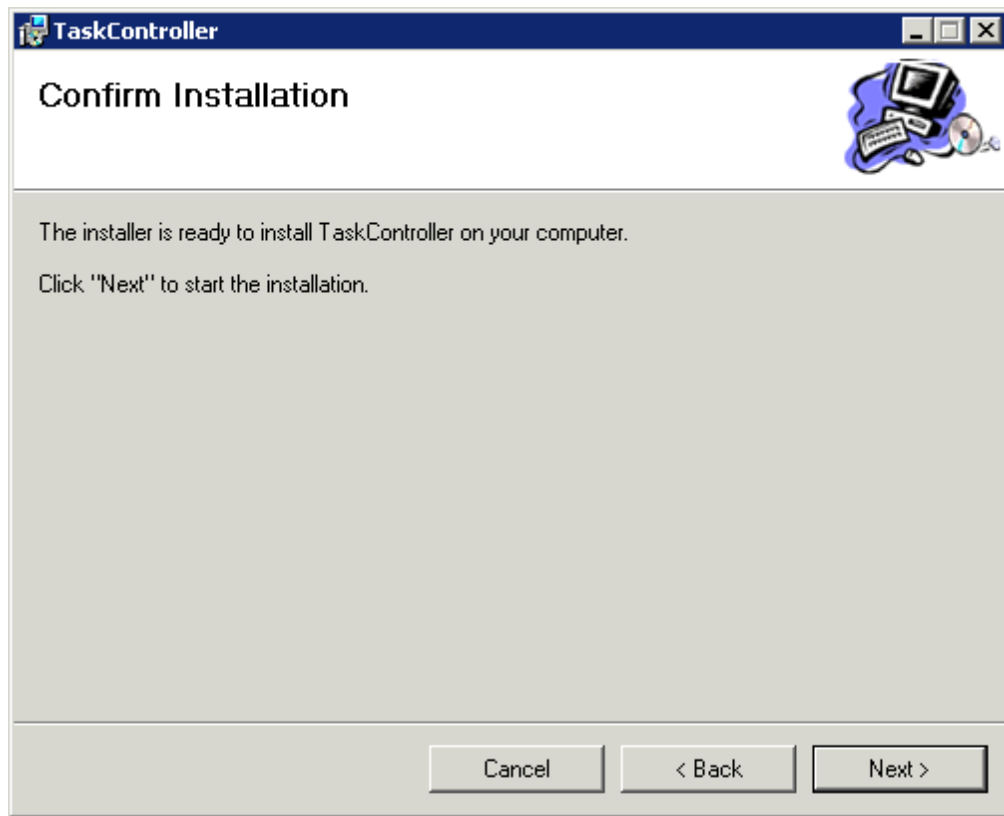 TaskController
Confirm Installation
The installer is ready to install TaskController on your computer.
Click "Next" to start the installation.
Cancel
< Back
Next >